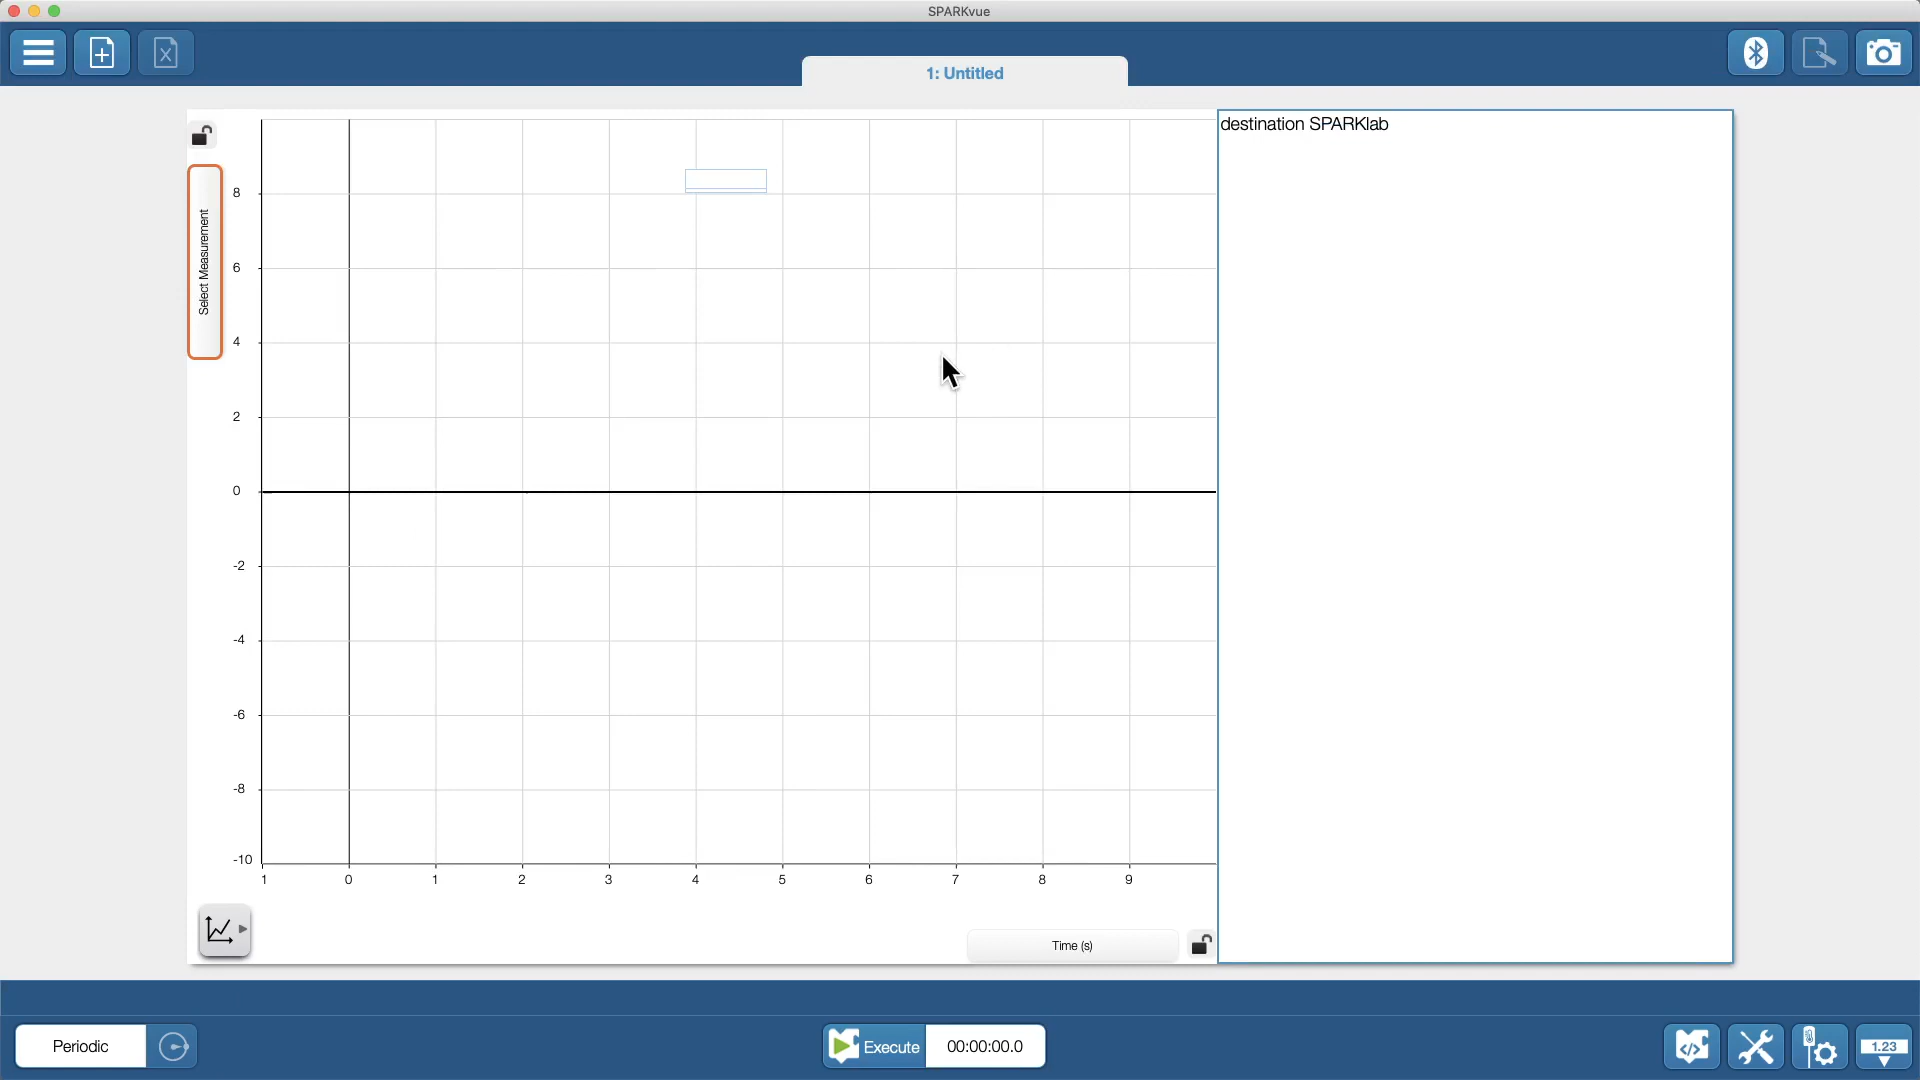 SPARKvue
1: Untitled
destination SPARKlab
Select Measurement
8
6
4
2
0
-2
-4
-6
-8
-10
1 0 1 2 3 4 5 6 7 8 9
Time (s)
Periodic
Execute 00:00:00.0
1.23